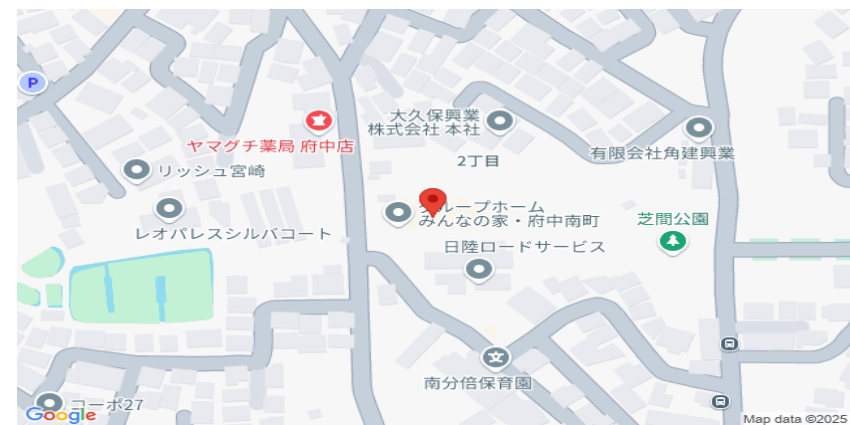 P
大久保興業
株式会社 本社
ヤマグチ薬局 府中店
有限会社角建興業
2丁目
リッシュ宮崎
グループホーム
みんなの家・府中南町
芝間公園
レオパレスシルバコート
日陸ロードサービス
文
南分倍保育園
コーポ27
Google
Map data ©2025